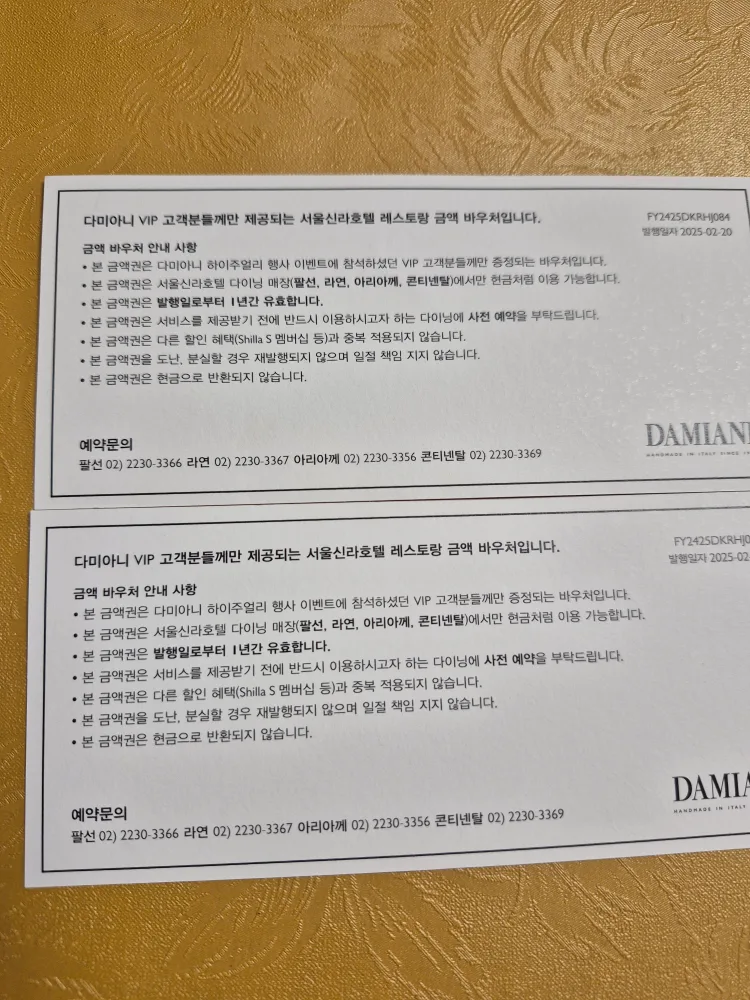 다미아니 VIP 고객분들께만 제공되는 서울신라호텔 레스토랑 금액 바우처입니다.
FY2425DKRHJ084
발행일자 2025-02-20
금액 바우처 안내 사항
• 본 금액권은 다미아니 하이주얼리 행사 이벤트에 참석하셨던 VIP 고객분들께만 증정되는 바우처입니다.
• 본 금액권은 서울신라호텔 다이닝 매장(팔선, 라연, 아리아께, 콘티넨탈)에서만 현금처럼 이용 가능합니다.
• 본 금액권은 발행일로부터 1년간 유효합니다.
• 본 금액권은 서비스를 제공받기 전에 반드시 이용하시고자 하는 다이닝에 사전 예약을 부탁드립니다.
• 본 금액권은 다른 할인 혜택(Shilla S 멤버십 등)과 중복 적용되지 않습니다.
• 본 금액권을 도난, 분실할 경우 재발행되지 않으며 일절 책임 지지 않습니다.
• 본 금액권은 현금으로 반환되지 않습니다.
DAMIANI
HANDMADE IN ITALY SINCE
예약문의
팔선 02) 2230-3366 라연 02) 2230-3367 아리아께 02) 2230-3356 콘티넨탈 02) 2230-3369
다미아니 VIP 고객분들께만 제공되는 서울신라호텔 레스토랑 금액 바우처입니다.
FY2425DKRHJ0
발행일자 2025-02
금액 바우처 안내 사항
• 본 금액권은 다미아니 하이주얼리 행사 이벤트에 참석하셨던 VIP 고객분들께만 증정되는 바우처입니다.
• 본 금액권은 서울신라호텔 다이닝 매장(팔선, 라연, 아리아께, 콘티넨탈)에서만 현금처럼 이용 가능합니다.
• 본 금액권은 발행일로부터 1년간 유효합니다.
• 본 금액권은 서비스를 제공받기 전에 반드시 이용하시고자 하는 다이닝에 사전 예약을 부탁드립니다.
• 본 금액권은 다른 할인 혜택(Shilla S 멤버십 등)과 중복 적용되지 않습니다.
• 본 금액권을 도난, 분실할 경우 재발행되지 않으며 일절 책임 지지 않습니다.
• 본 금액권은 현금으로 반환되지 않습니다.
DAMIA
HANDMADE IN ITALY
예약문의
팔선 02) 2230-3366 라연 02) 2230-3367 아리아께 02) 2230-3356 콘티넨탈 02) 2230-3369